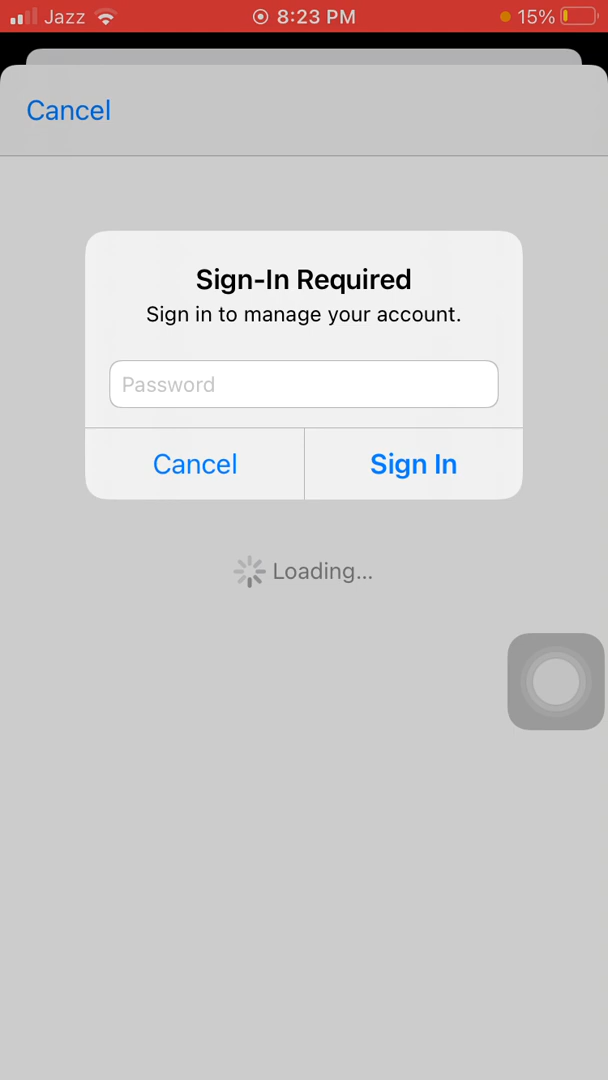 Jazz 8:23 PM 15%
Cancel
Sign-In Required
Sign in to manage your account.
Password
Cancel Sign In
Loading...